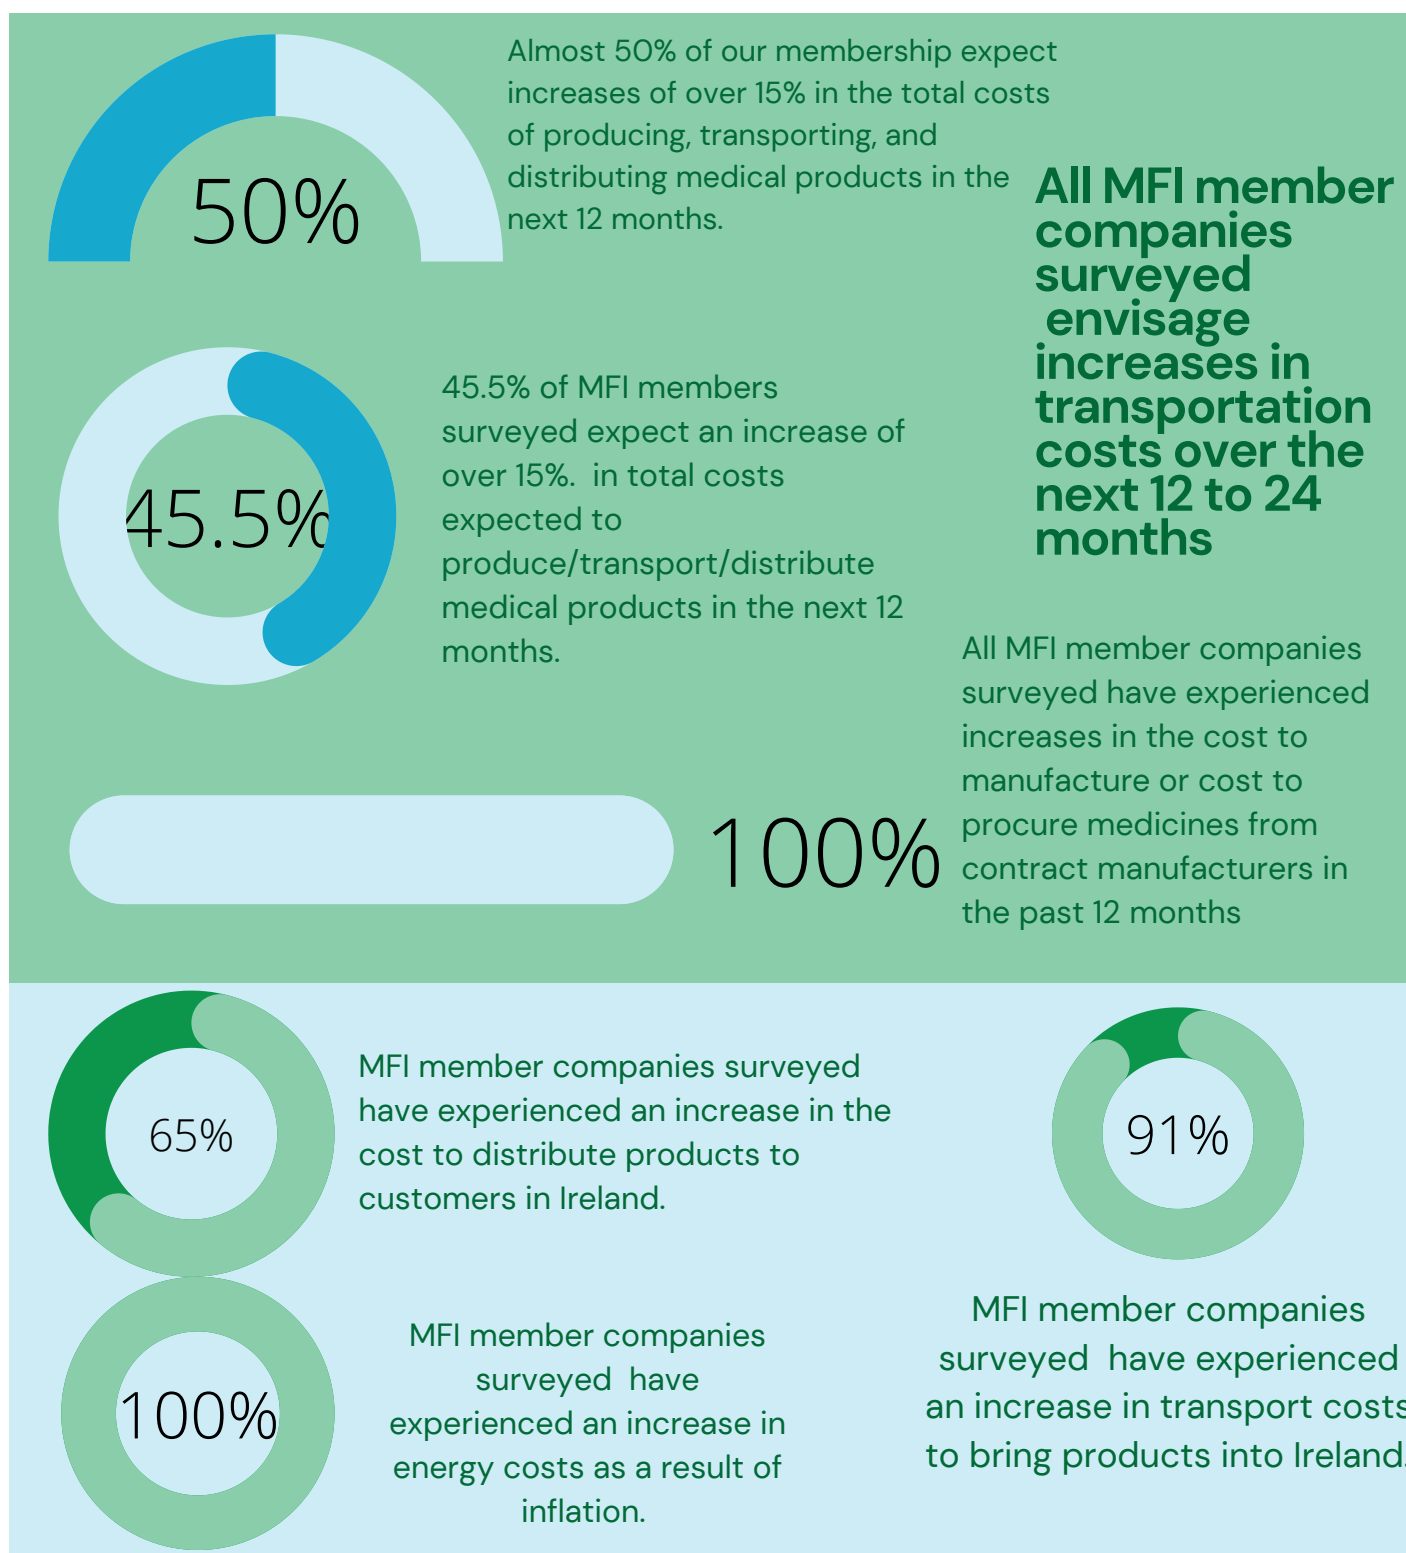 50%
Almost 50% of our membership expect
increases of over 15% in the total costs
of producing, transporting, and
distributing medical products in the
next 12 months.
All MFI member
companies
surveyed
envisage
increases in
transportation
costs over the
next 12 to 24
months
45.5%
45.5% of MFI members
surveyed expect an increase of
over 15%.  in total costs
expected to
produce/transport/distribute
medical products in the next 12
months.
100%
All MFI member companies
surveyed have experienced
increases in the cost to
manufacture or cost to
procure medicines from
contract manufacturers in
the past 12 months
65%
MFI member companies surveyed
have experienced an increase in the
cost to distribute products to
customers in Ireland.
91%
MFI member companies
surveyed  have experienced
an increase in transport costs
to bring products into Ireland.
100%
MFI member companies
surveyed  have
experienced an increase in
energy costs as a result of
inflation.